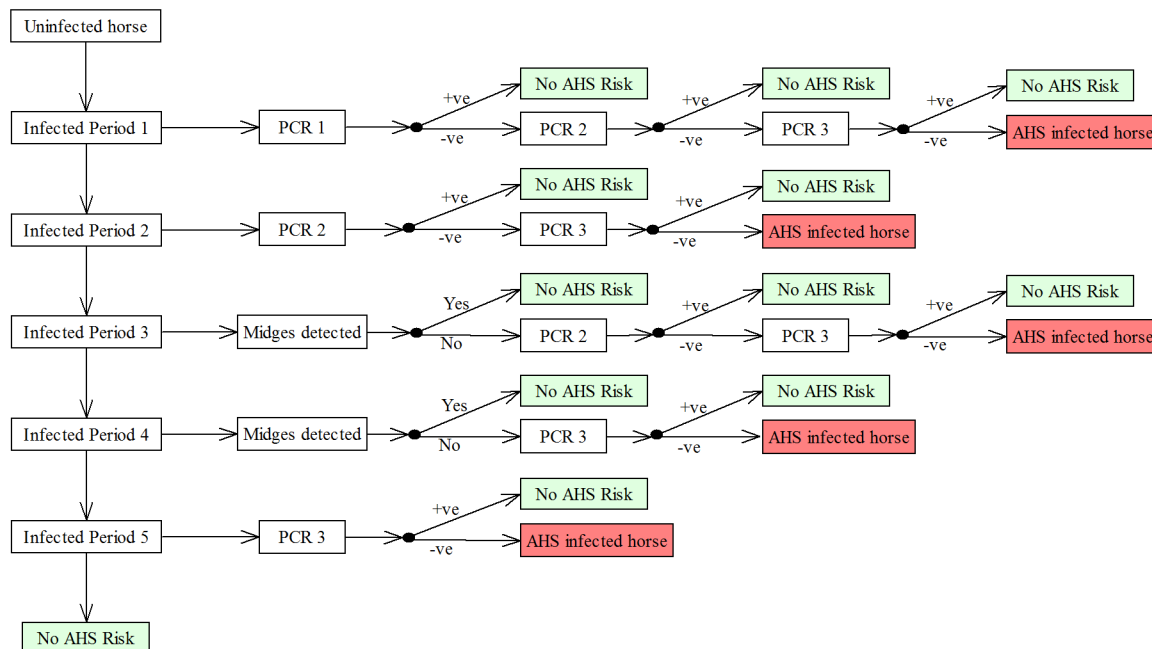 Uninfected horse
+ve
No AHS Risk
+ve
No AHS Risk
+ve
No AHS Risk
Infected Period 1
PCR 1
-ve
PCR 2
-ve
PCR 3
-ve
AHS infected horse
+ve
No AHS Risk
+ve
No AHS Risk
Infected Period 2
PCR 2
-ve
PCR 3
-ve
AHS infected horse
Yes
No AHS Risk
+ve
No AHS Risk
+ve
No AHS Risk
Infected Period 3
Midges detected
No
PCR 2
-ve
PCR 3
-ve
AHS infected horse
Yes
No AHS Risk
+ve
No AHS Risk
Infected Period 4
Midges detected
No
PCR 3
-ve
AHS infected horse
+ve
No AHS Risk
Infected Period 5
PCR 3
-ve
AHS infected horse
No AHS Risk